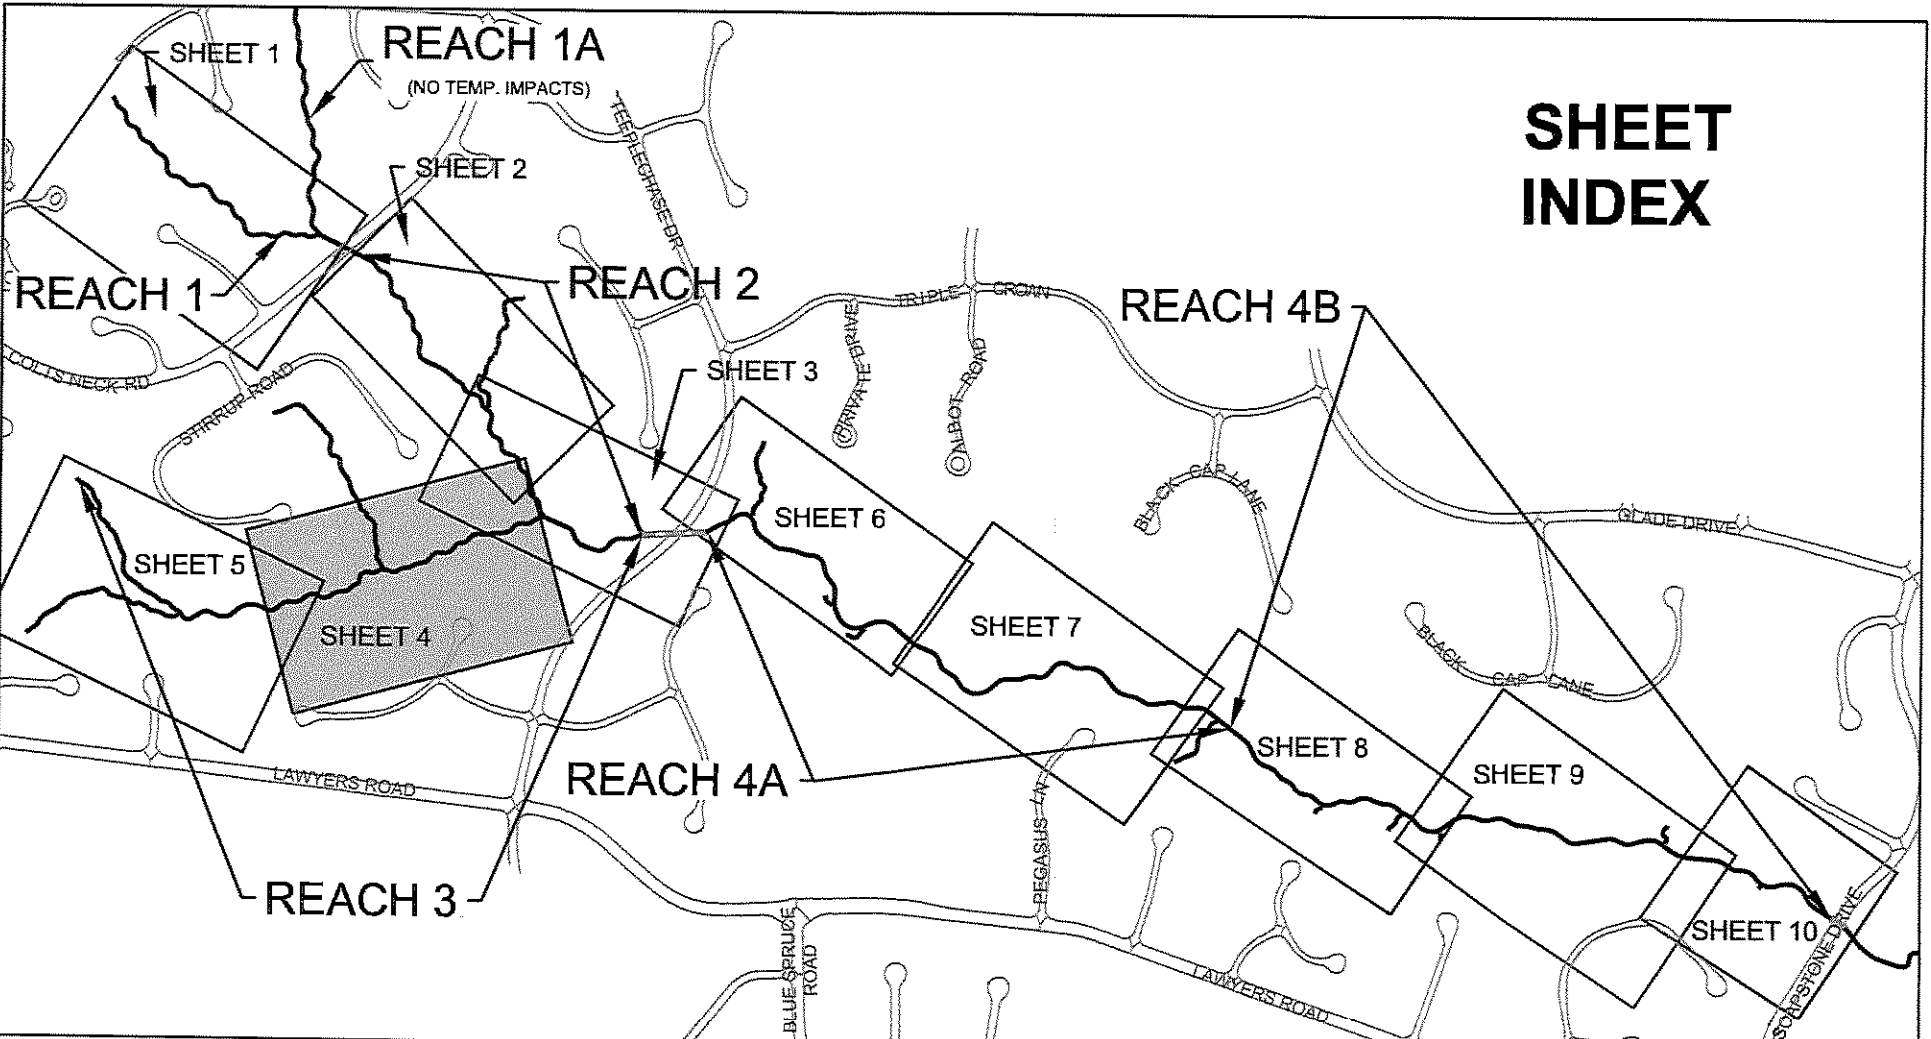 SHEET 1
REACH 1A
(NO TEMP. IMPACTS)
SHEET
INDEX
SHEET 2
TEEPLECHASE DR
REACH 1
REACH 2
TRIPLE CROWN
REACH 4B
PRIVATE DRIVE
ALBOT ROAD
COLTS NECK RD
STIRRUP ROAD
SHEET 3
BLACK CAP LANE
GLADE DRIVE
SHEET 6
SHEET 5
SHEET 4
SHEET 7
BLACK CAP LANE
SHEET 8
SHEET 9
LAWYERS ROAD
REACH 4A
PEGASUS LN
REACH 3
BLUE SPRUCE
ROAD
SHEET 10
LAWYERS ROAD
SOAPSTONE DRIVE